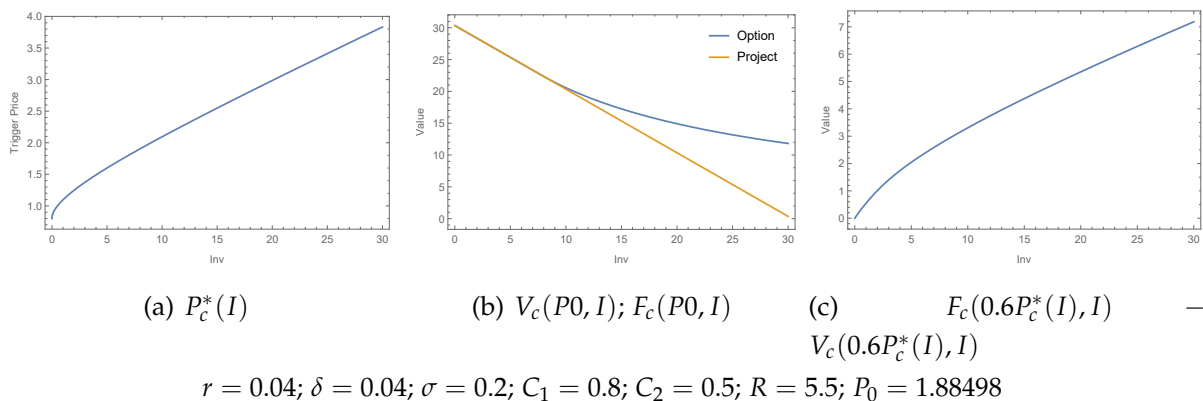 4.0
3.5
3.0
2.5
2.0
1.5
1.0
Trigger Price
0 5 10 15 20 25 30
Inv
(a) P*c(I)
30
25
20
15
10
5
0
Value
Option
Project
0 5 10 15 20 25 30
Inv
(b) Vc(P0, I); Fc(P0, I)
7
6
5
4
3
2
1
0
Value
0 5 10 15 20 25 30
Inv
(c) Fc(0.6P*c(I), I) −
Vc(0.6P*c(I), I)
r = 0.04; δ = 0.04; σ = 0.2; C1 = 0.8; C2 = 0.5; R = 5.5; P0 = 1.88498